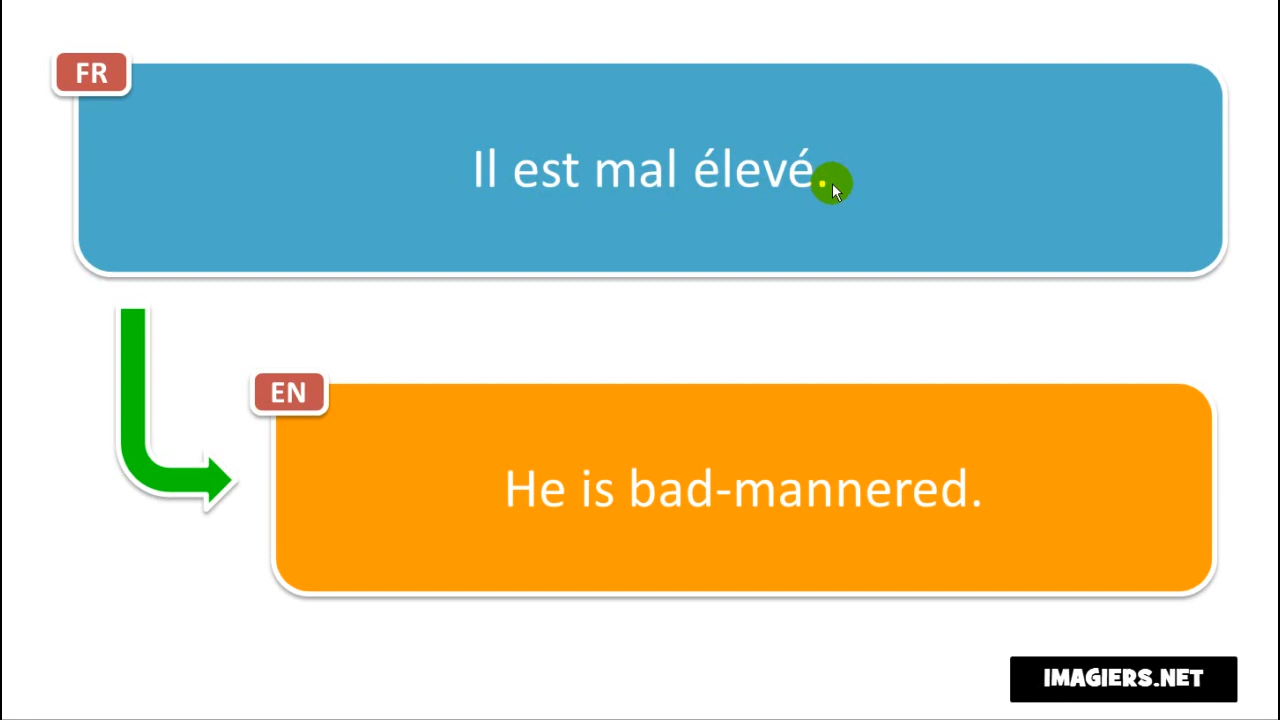 FR
Il est mal élevé.
EN
He is bad-mannered.
IMAGIERS.NET